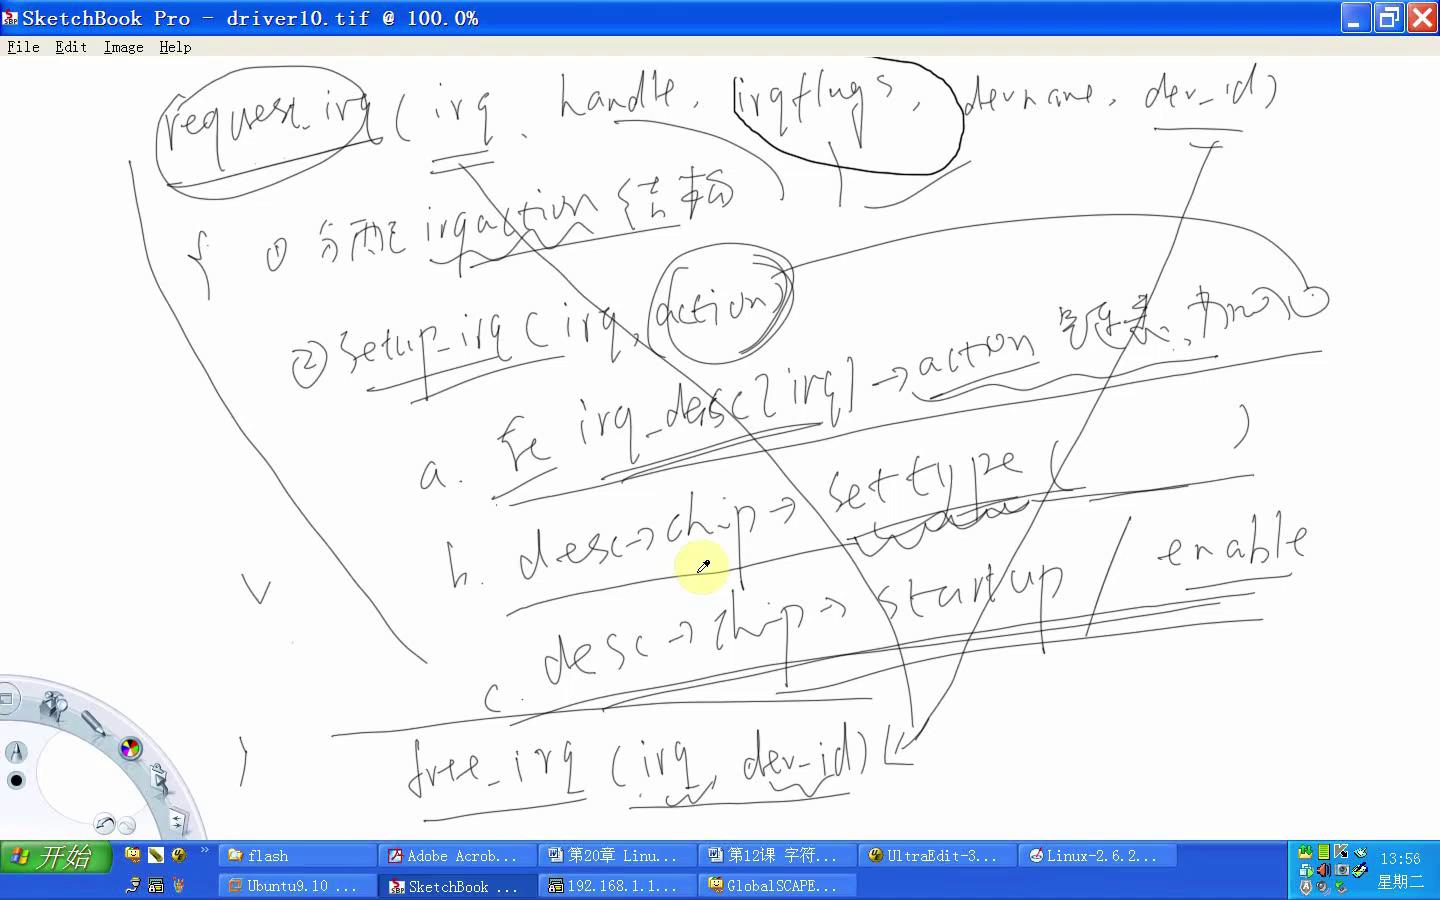 SketchBook Pro - driver10.tif @ 100.0%
File Edit Image Help
request_irq ( irq, handle, irqflags, devname, dev_id)
{ ① 分配 irqaction 结构
② setup_irq ( irq, action)
a. 在 irq_desc[irq]→action 链表,
b. desc→chip→settype ( )
c. desc→chip→startup / enable
}
free_irq (irq, dev_id)
开始
flash
Adobe Acrob...
第20章 Linu...
第12课 字符...
UltraEdit-3...
Linux-2.6.2...
13:56
Ubuntu9.10 ...
SketchBook ...
192.168.1.1...
GlobalSCAPE...
星期二